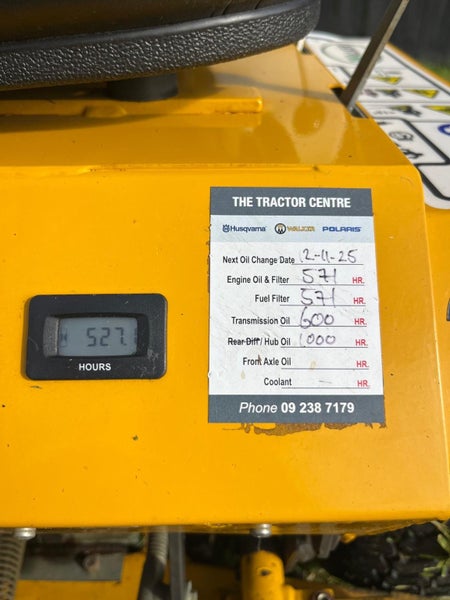 THE TRACTOR CENTRE
Husqvarna WALKER POLARIS
Next Oil Change Date 12-11-25
Engine Oil & Filter 571 HR.
Fuel Filter 571 HR.
Transmission Oil 600 HR.
Rear Diff / Hub Oil 1000 HR.
Front Axle Oil HR.
Coolant – HR.
Phone 09 238 7179
527.
HOURS